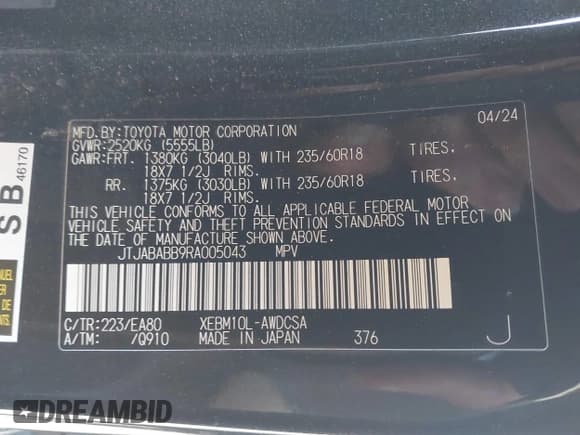 04/24
MFD.BY:TOYOTA MOTOR CORPORATION
GVWR:2520KG (5555LB)
GAWR:FRT. 1380KG (3040LB) WITH 235/60R18 TIRES.
18X7 1/2J RIMS.
RR. 1375KG (3030LB) WITH 235/60R18 TIRES.
18X7 1/2J RIMS.
THIS VEHICLE CONFORMS TO ALL APPLICABLE FEDERAL MOTOR
VEHICLE SAFETY AND THEFT PREVENTION STANDARDS IN EFFECT ON
THE DATE OF MANUFACTURE SHOWN ABOVE.
JTJABABB9RA005043 MPV
C/TR:223/EA80 XEBM10L-AWDCSA
A/TM: /Q910 MADE IN JAPAN 376 J
SB
46170
DREAMBID